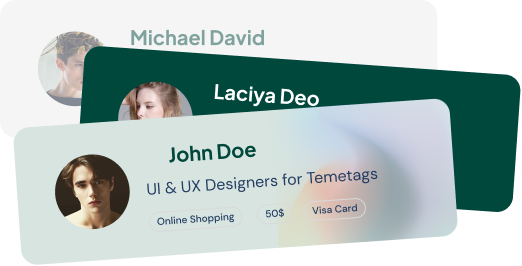 Michael David
Laciya Deo
John Doe
UI & UX Designers for Temetags
Online Shopping
50$
Visa Card